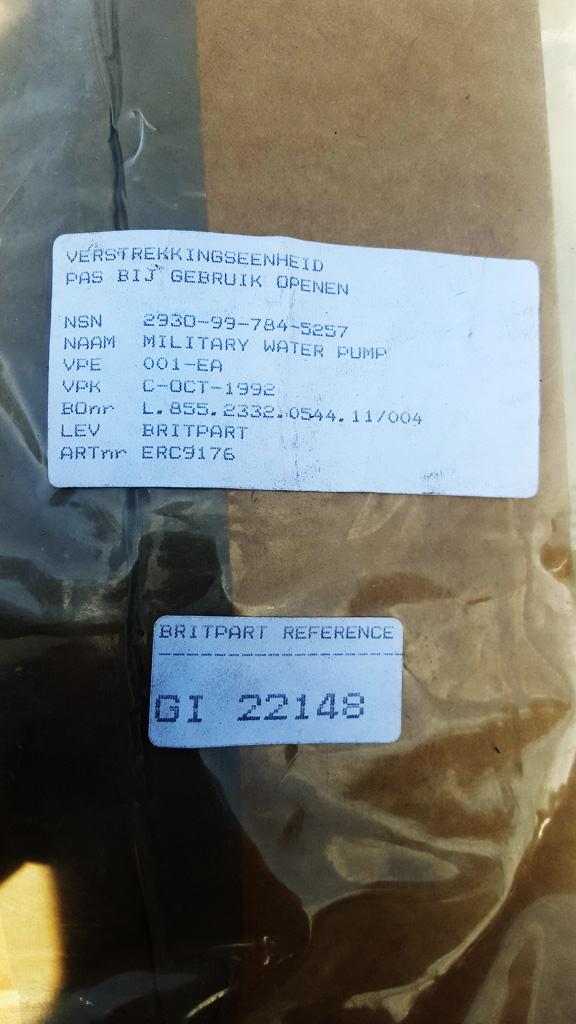 VERSTREKKINGSEENHEID
PAS BIJ GEBRUIK OPENEN
NSN 2930-99-784-5257
NAAM MILITARY WATER PUMP
VPE 001-EA
VPK C-OCT-1992
BOnr L.855.2332.0544.11/004
LEV BRITPART
ARTnr ERC9176
BRITPART REFERENCE
GI 22148